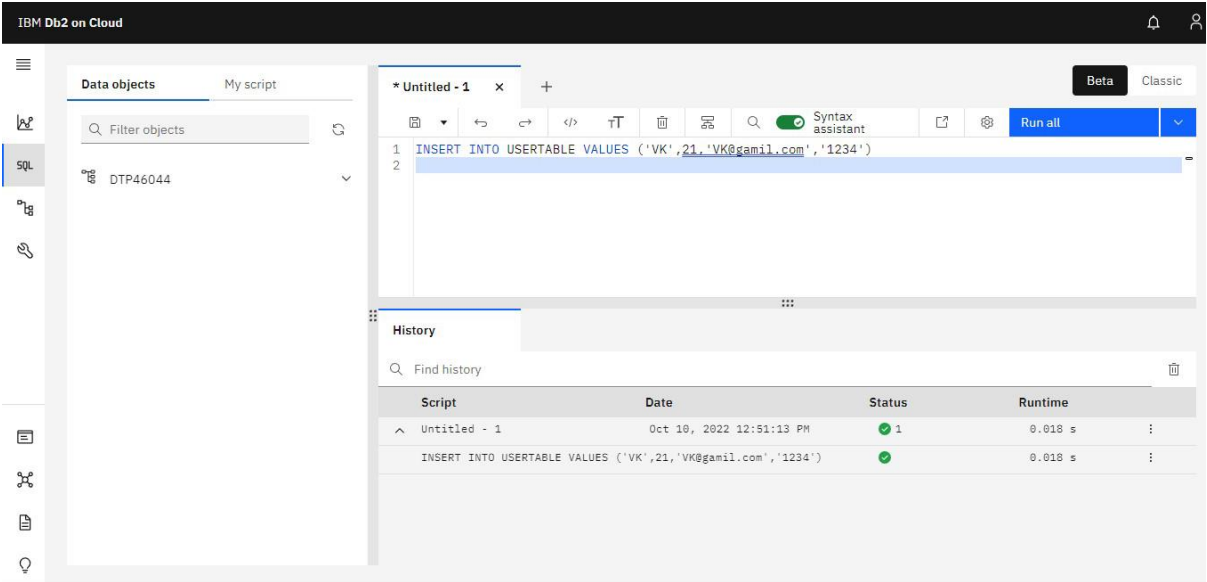 IBM Db2 on Cloud
Data objects My script
Filter objects
SQL
DTP46044
* Untitled - 1 × +
Beta Classic
</> TT Syntax assistant Run all
1 INSERT INTO USERTABLE VALUES ('VK',21,'VK@gamil.com','1234')
2
History
Find history
Script Date Status Runtime
Untitled - 1 Oct 10, 2022 12:51:13 PM 1 0.018 s
INSERT INTO USERTABLE VALUES ('VK',21,'VK@gamil.com','1234') 0.018 s